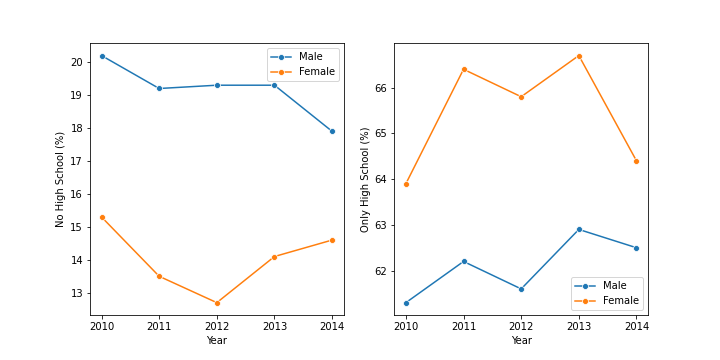 No High School (%)
20
19
18
17
16
15
14
13
Male
Female
2010 2011 2012 2013 2014
Year
Only High School (%)
66
65
64
63
62
Male
Female
2010 2011 2012 2013 2014
Year